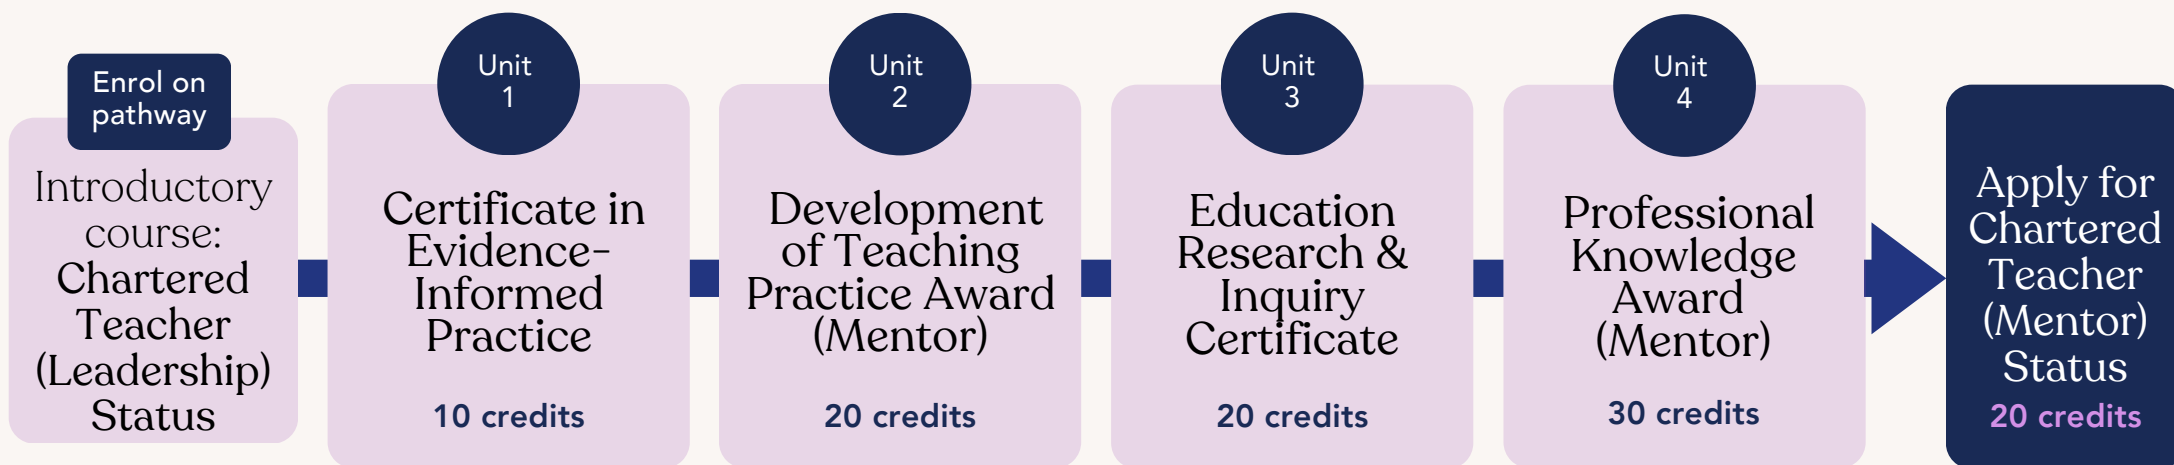 Enrol on
pathway
Introductory
course:
Chartered
Teacher
(Leadership)
Status
Unit
1
Certificate in
Evidence-
Informed
Practice
10 credits
Unit
2
Development
of Teaching
Practice Award
(Mentor)
20 credits
Unit
3
Education
Research &
Inquiry
Certificate
20 credits
Unit
4
Professional
Knowledge
Award
(Mentor)
30 credits
Apply for
Chartered
Teacher
(Mentor)
Status
20 credits